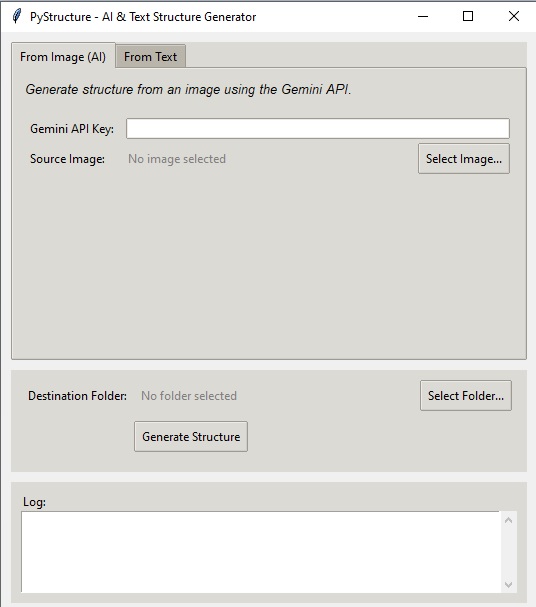 PyStructure - AI & Text Structure Generator
From Image (AI) From Text
Generate structure from an image using the Gemini API.
Gemini API Key:
Source Image: No image selected Select Image...
Destination Folder: No folder selected Select Folder...
Generate Structure
Log: